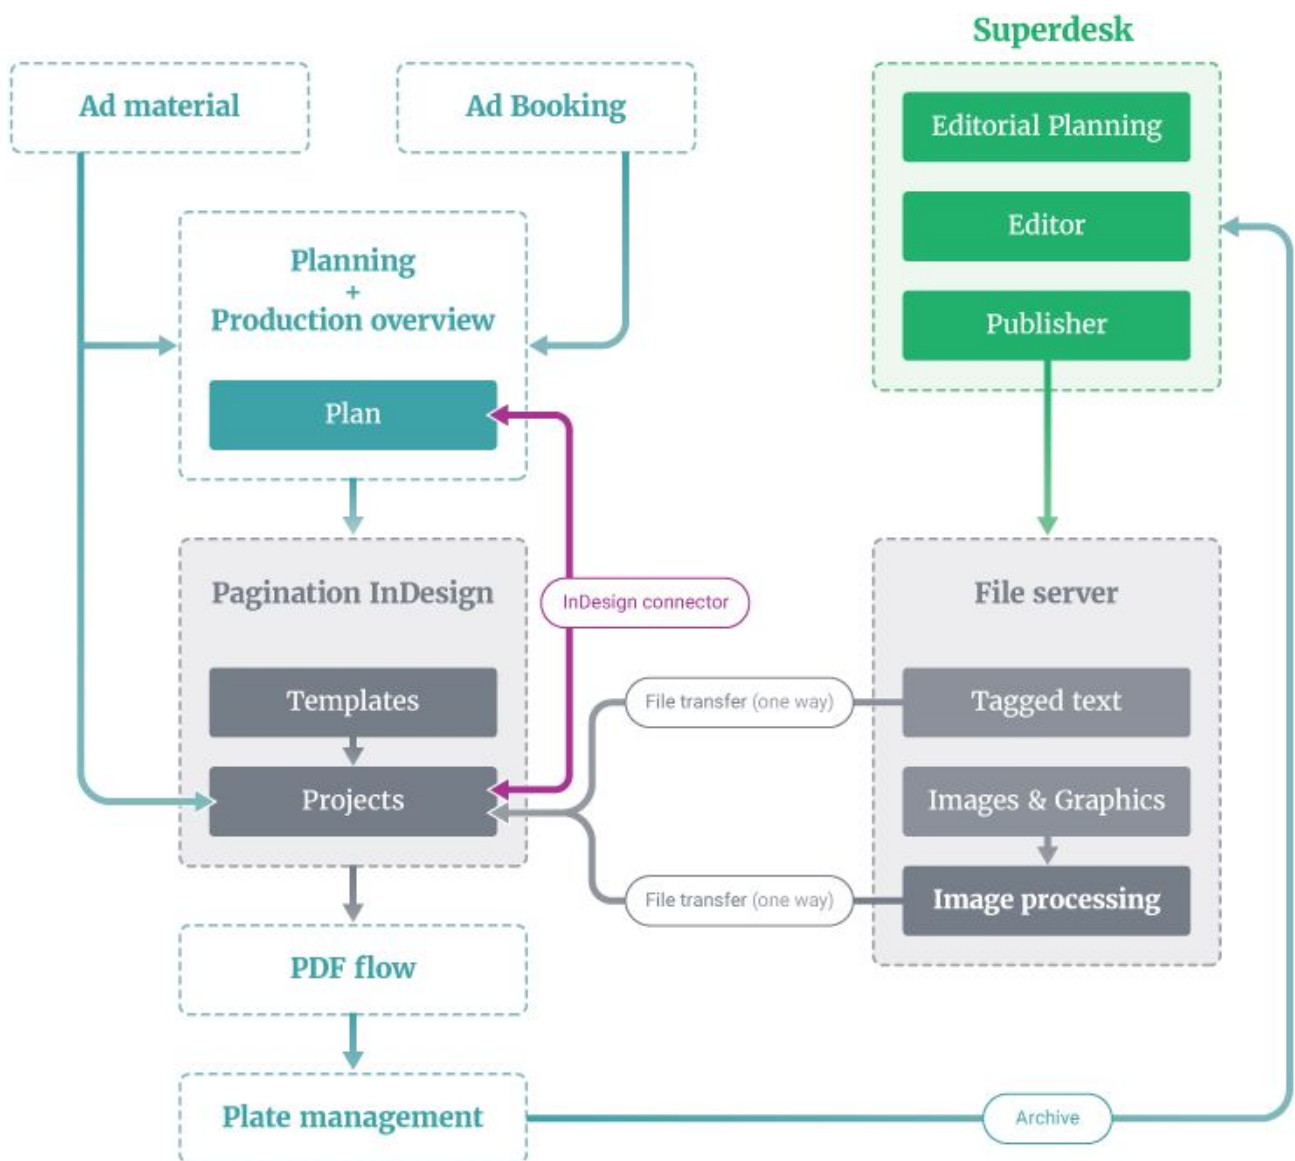 Superdesk
Ad material
Ad Booking
Editorial Planning
Editor
Publisher
Planning
+
Production overview
Plan
Pagination InDesign
InDesign connector
File server
Templates
File transfer (one way)
Tagged text
Projects
Images & Graphics
File transfer (one way)
Image processing
PDF flow
Plate management
Archive